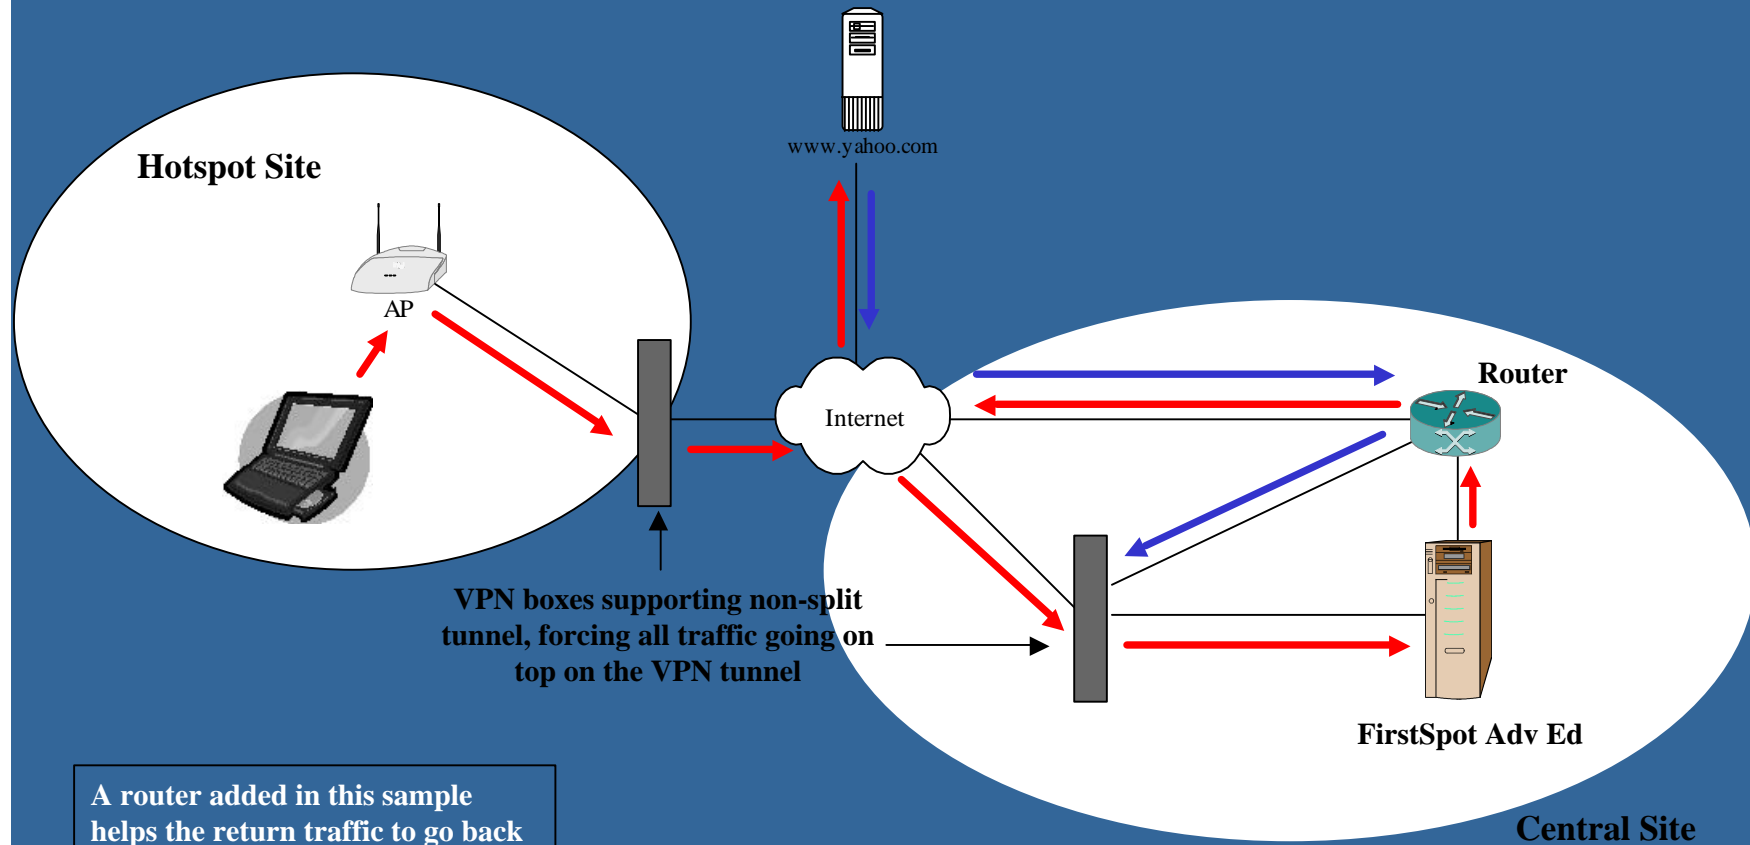 www.yahoo.com
Hotspot Site
AP
Internet
Router
VPN boxes supporting non-split
tunnel, forcing all traffic going on
top on the VPN tunnel
FirstSpot Adv Ed
A router added in this sample
helps the return traffic to go back
Central Site